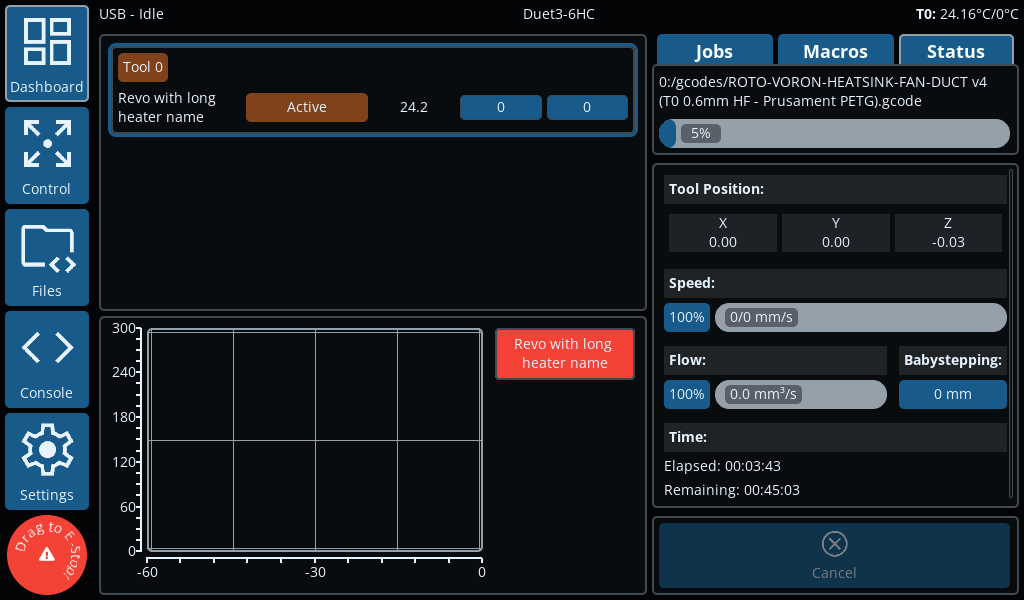 USB - Idle
Duet3-6HC
T0: 24.16°C/0°C
Dashboard
Control
Files
Console
Settings
Drag to E-Stop!
Tool 0
Revo with long
heater name
Active
24.2
0
0
300
240
180
120
60
0
-60
-30
0
Revo with long
heater name
Jobs
Macros
Status
0:/gcodes/ROTO-VORON-HEATSINK-FAN-DUCT v4
(T0 0.6mm HF - Prusament PETG).gcode
5%
Tool Position:
X
Y
Z
0.00
0.00
-0.03
Speed:
100%
0/0 mm/s
Flow:
Babystepping:
100%
0.0 mm³/s
0 mm
Time:
Elapsed: 00:03:43
Remaining: 00:45:03
Cancel